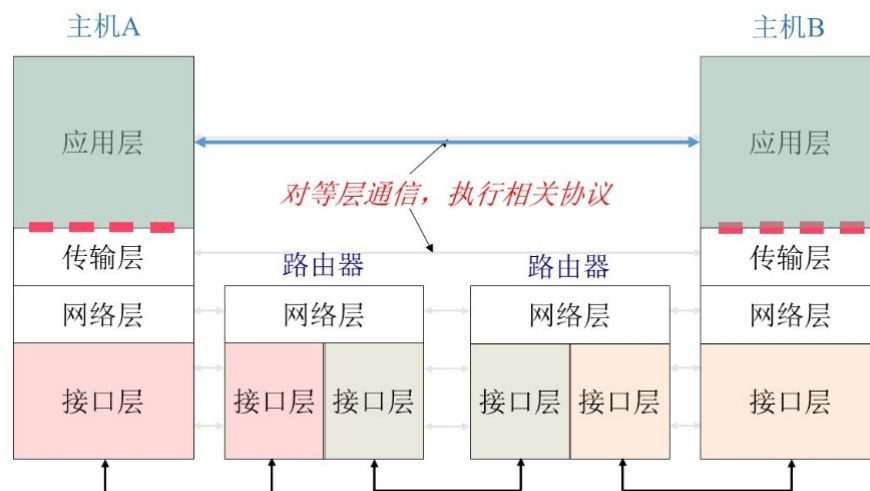 主机A
主机B
应用层
应用层
对等层通信，执行相关协议
传输层
路由器
路由器
传输层
网络层
网络层
网络层
网络层
接口层
接口层
接口层
接口层
接口层
接口层